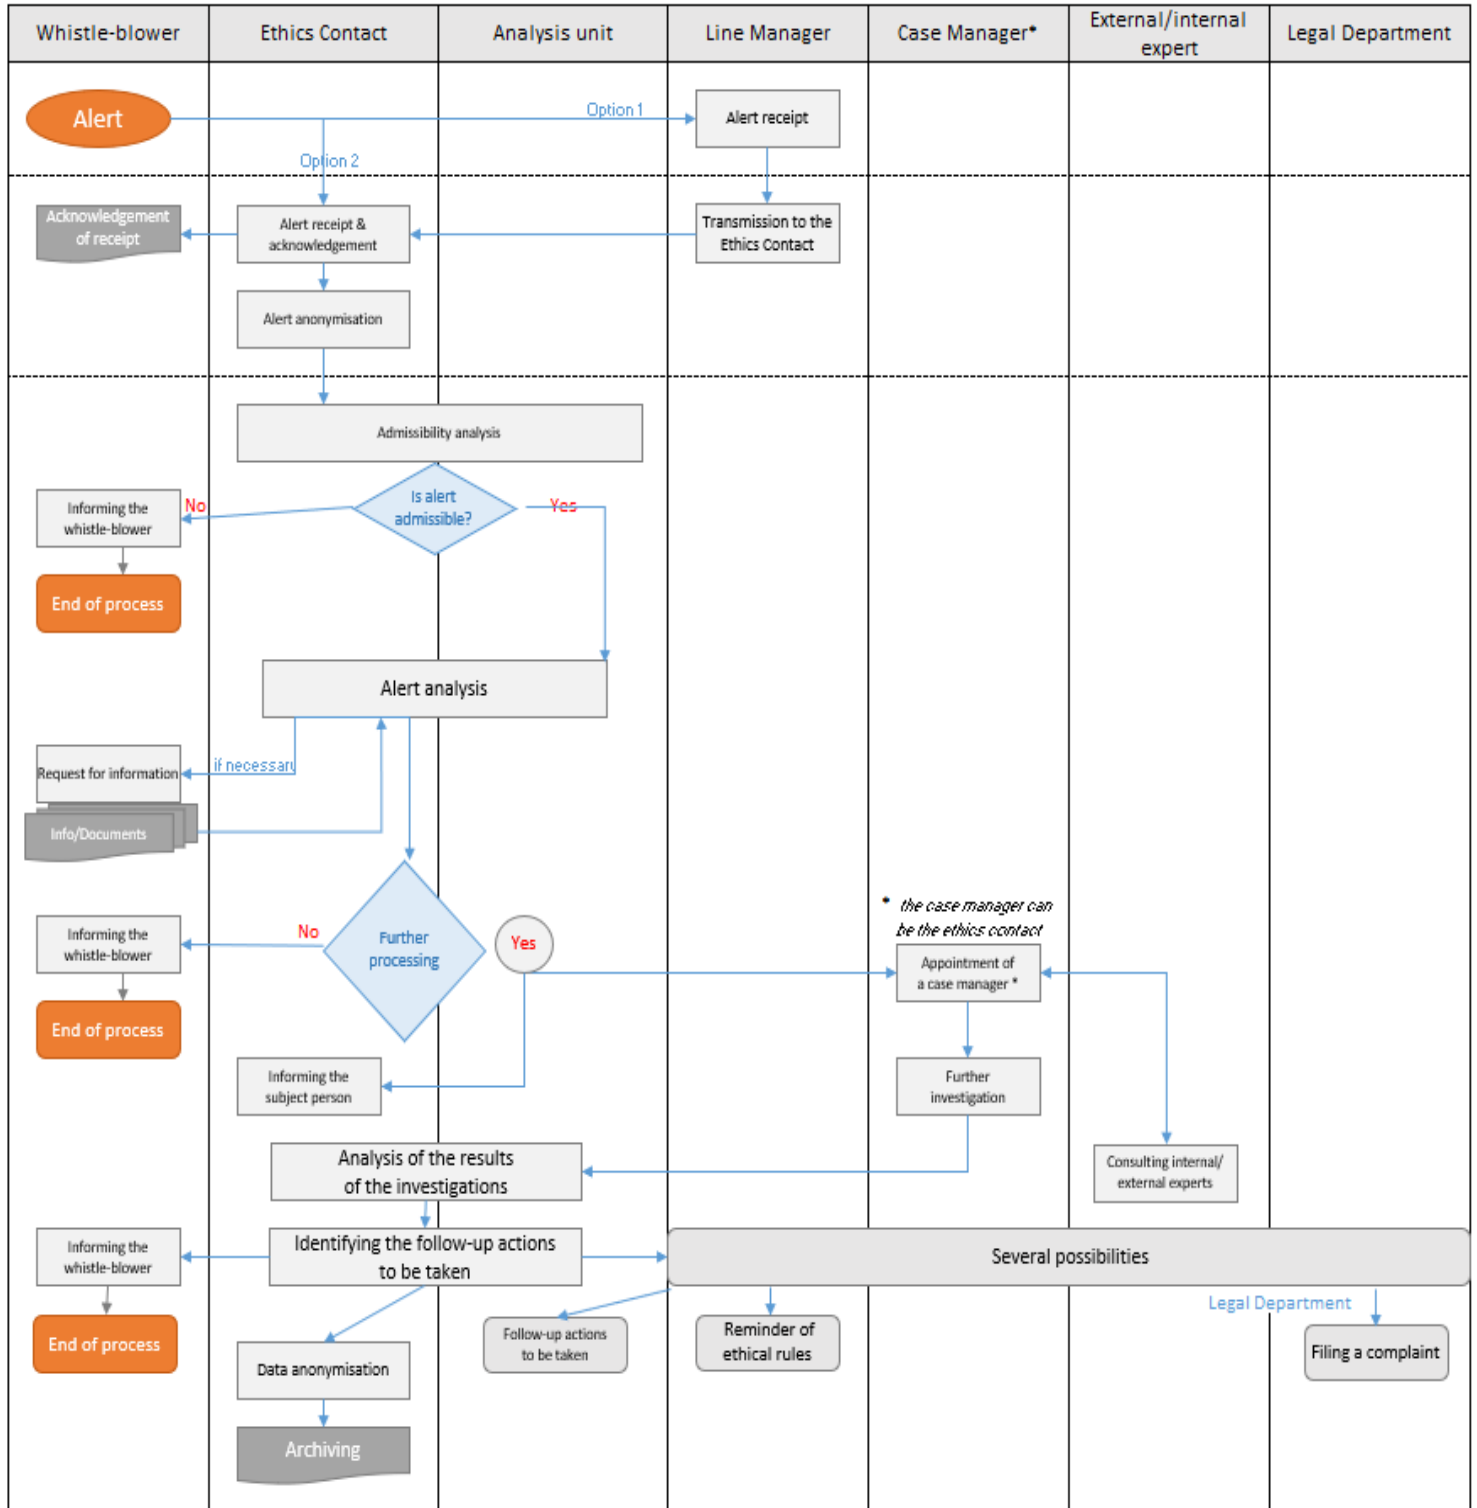 Whistle-blower
Ethics Contact
Analysis unit
Line Manager
Case Manager*
External/internal
expert
Legal Department
Alert
Option 1
Alert receipt
Option 2
Acknowledgement
of receipt
Alert receipt &
acknowledgement
Transmission to the
Ethics Contact
Alert anonymisation
Admissibility analysis
Is alert
admissible?
No
Yes
Informing the
whistle-blower
End of process
Alert analysis
Request for information
if necessary
Info/Documents
* the case manager can
be the ethics contact
Informing the
whistle-blower
No
Further
processing
Yes
Appointment of
a case manager *
End of process
Informing the
subject person
Further
investigation
Analysis of the results
of the investigations
Consulting internal/
external experts
Informing the
whistle-blower
Identifying the follow-up actions
to be taken
Several possibilities
Legal Department
End of process
Follow-up actions
to be taken
Reminder of
ethical rules
Filing a complaint
Data anonymisation
Archiving